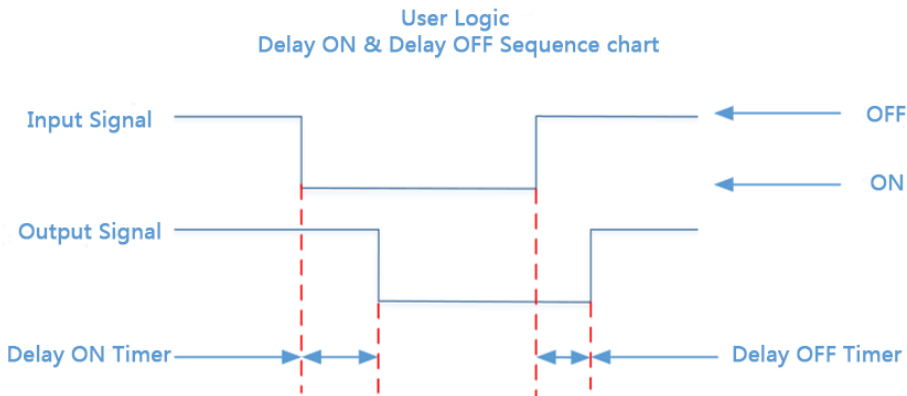 User Logic
Delay ON & Delay OFF Sequence chart
Input Signal
OFF
ON
Output Signal
Delay ON Timer
Delay OFF Timer